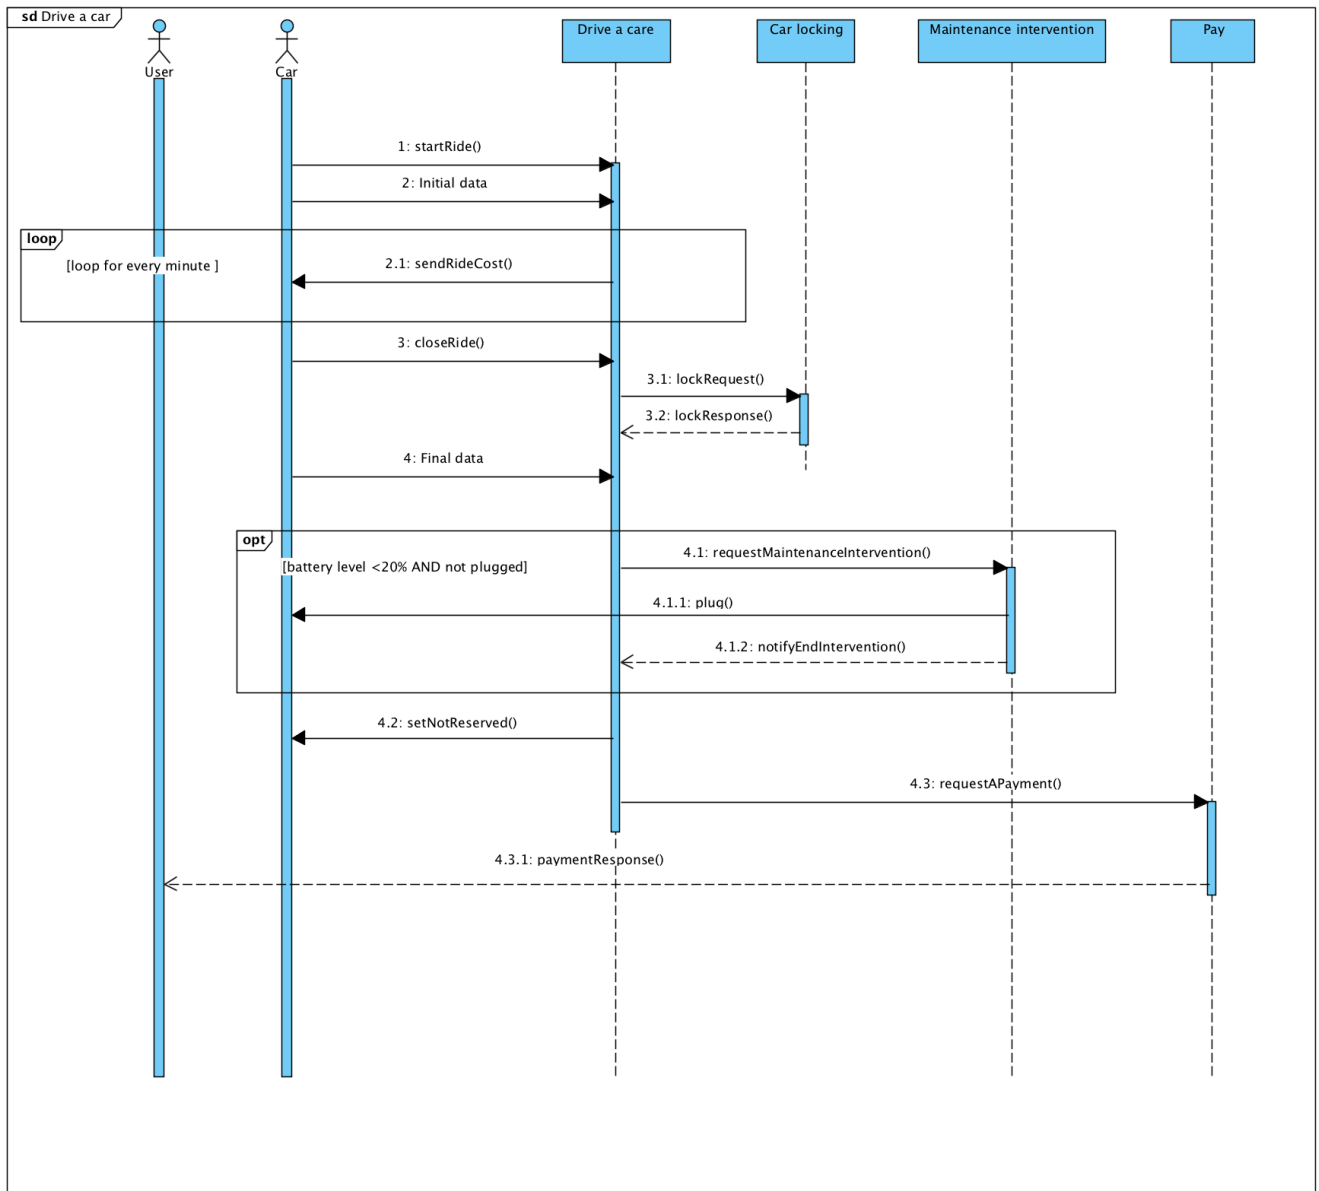 sd Drive a car
User
Car
Drive a care
Car locking
Maintenance intervention
Pay
1: startRide()
2: Initial data
loop
[loop for every minute ]
2.1: sendRideCost()
3: closeRide()
3.1: lockRequest()
3.2: lockResponse()
4: Final data
opt
[battery level <20% AND not plugged]
4.1: requestMaintenanceIntervention()
4.1.1: plug()
4.1.2: notifyEndIntervention()
4.2: setNotReserved()
4.3: requestAPayment()
4.3.1: paymentResponse()